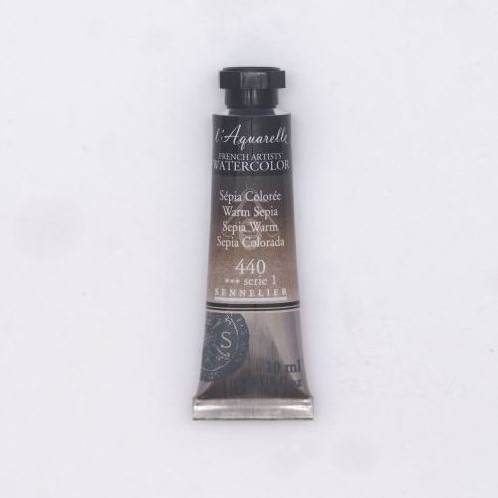 l'Aquarelle
FRENCH ARTISTS'
WATERCOLOR
Sépia Colorée
Warm Sepia
Sepia Warm
Sepia Colorada
440
*** serie 1
SENNELIER
S
10 ml